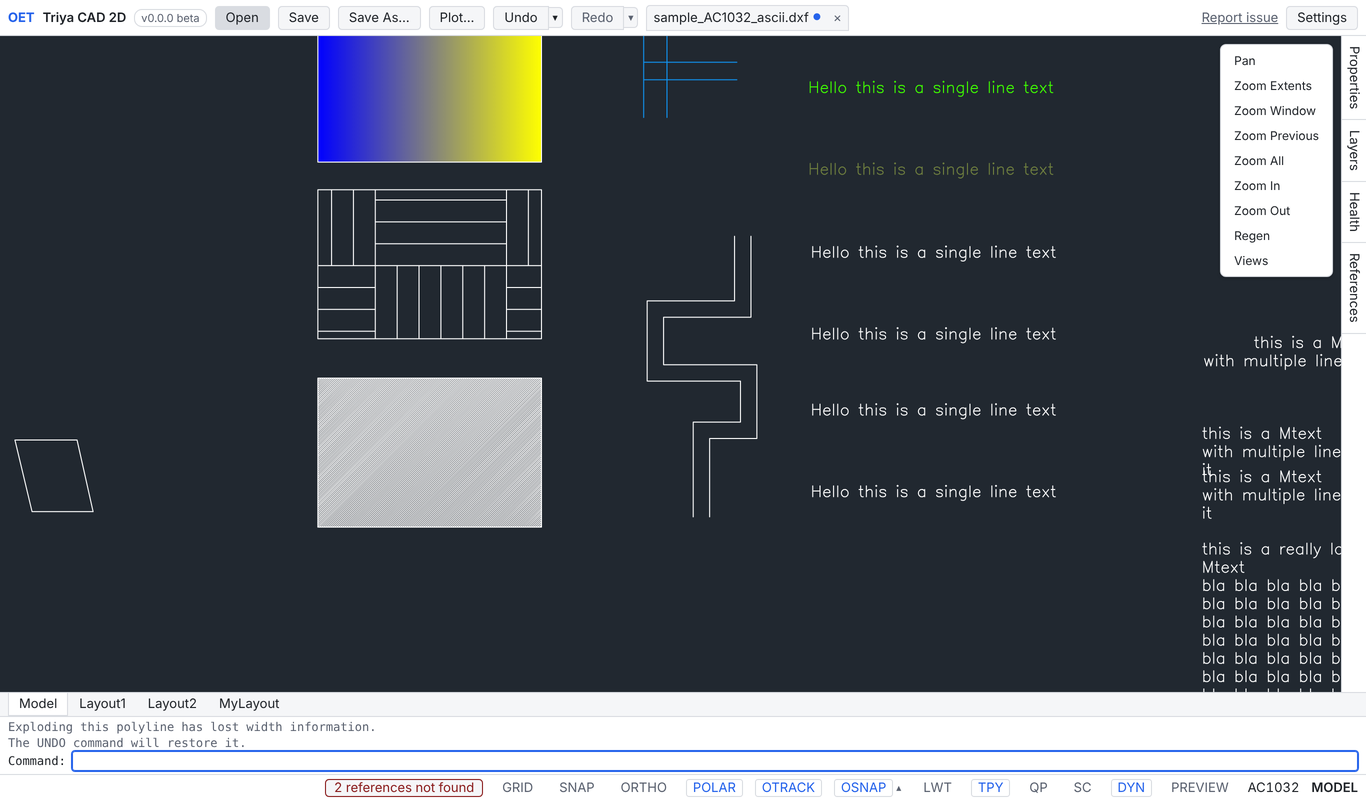 OET Triya CAD 2D v0.0.0 beta Open Save Save As... Plot... Undo ▾ Redo ▾ sample_AC1032_ascii.dxf × Report issue Settings
Pan
Zoom Extents
Zoom Window
Zoom Previous
Zoom All
Zoom In
Zoom Out
Regen
Views
Properties
Layers
Health
References
Hello this is a single line text
Hello this is a single line text
Hello this is a single line text
Hello this is a single line text
Hello this is a single line text
Hello this is a single line text
this is a M
with multiple line
this is a Mtext
with multiple line
it
this is a Mtext
with multiple line
it
this is a really lo
Mtext
bla bla bla bla b
bla bla bla bla b
bla bla bla bla b
bla bla bla bla b
bla bla bla bla b
bla bla bla bla b
Model Layout1 Layout2 MyLayout
Exploding this polyline has lost width information.
The UNDO command will restore it.
Command:
2 references not found GRID SNAP ORTHO POLAR OTRACK OSNAP ▴ LWT TPY QP SC DYN PREVIEW AC1032 MODEL